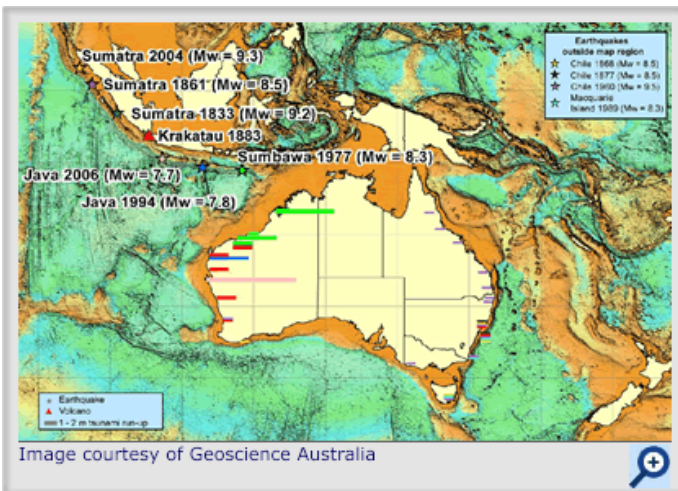 Sumatra 2004 (Mw = 9.3)
Earthquakes
outside map region
Chile 1868 (Mw = 8.5)
Chile 1877 (Mw = 8.5)
Chile 1960 (Mw = 9.5)
Macquarie
Island 1989 (Mw = 8.3)
Sumatra 1861 (Mw = 8.5)
Sumatra 1833 (Mw = 9.2)
Krakatau 1883
Sumbawa 1977 (Mw = 8.3)
Java 2006 (Mw = 7.7)
Java 1994 (Mw = 7.8)
Earthquake
Volcano
1 - 2 m tsunami run-up
Image courtesy of Geoscience Australia